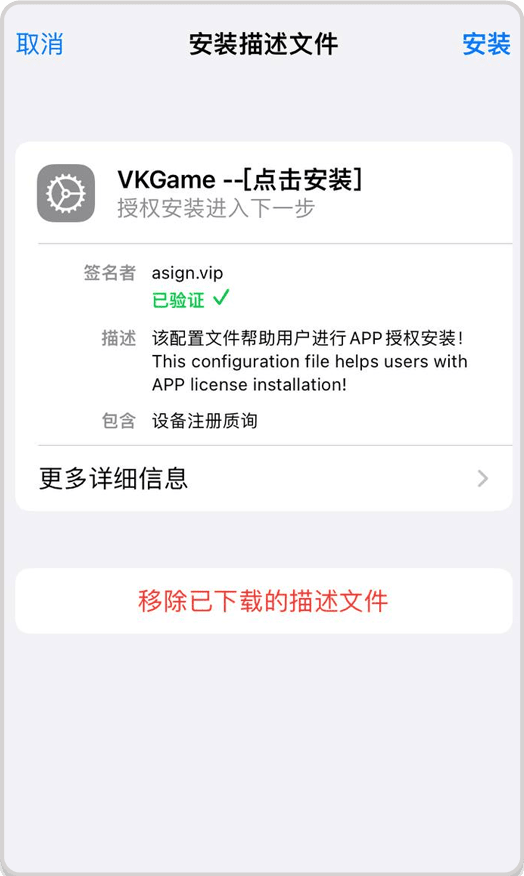 取消 安装描述文件 安装
VKGame --[点击安装]
授权安装进入下一步
签名者 asign.vip
已验证 ✓
描述 该配置文件帮助用户进行APP授权安装！
This configuration file helps users with
APP license installation!
包含 设备注册质询
更多详细信息
移除已下载的描述文件